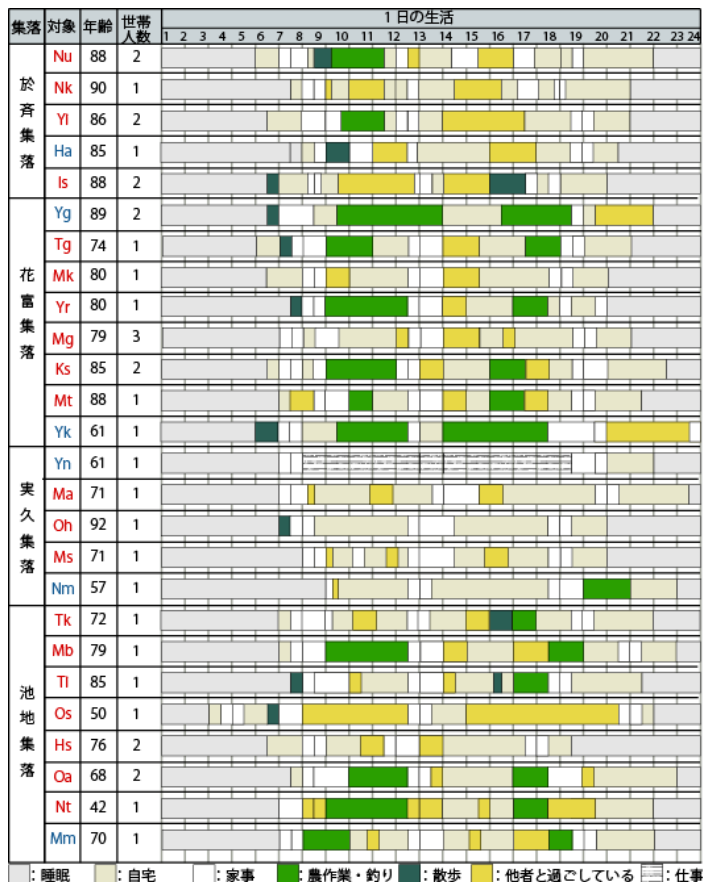 集落 対象 年齢 世帯人数 1日の生活
1 2 3 4 5 6 7 8 9 10 11 12 13 14 15 16 17 18 19 20 21 22 23 24
於斉集落
Nu 88 2
Nk 90 1
Yl 86 2
Ha 85 1
Is 88 2
花富集落
Yg 89 2
Tg 74 1
Mk 80 1
Yr 80 1
Mg 79 3
Ks 85 2
Mt 88 1
Yk 61 1
実久集落
Yn 61 1
Ma 71 1
Oh 92 1
Ms 71 1
Nm 57 1
池地集落
Tk 72 1
Mb 79 1
Tl 85 1
Os 50 1
Hs 76 2
Oa 68 2
Nt 42 1
Mm 70 1
:睡眠 :自宅 :家事 :農作業・釣り :散歩 :他者と過ごしている :仕事